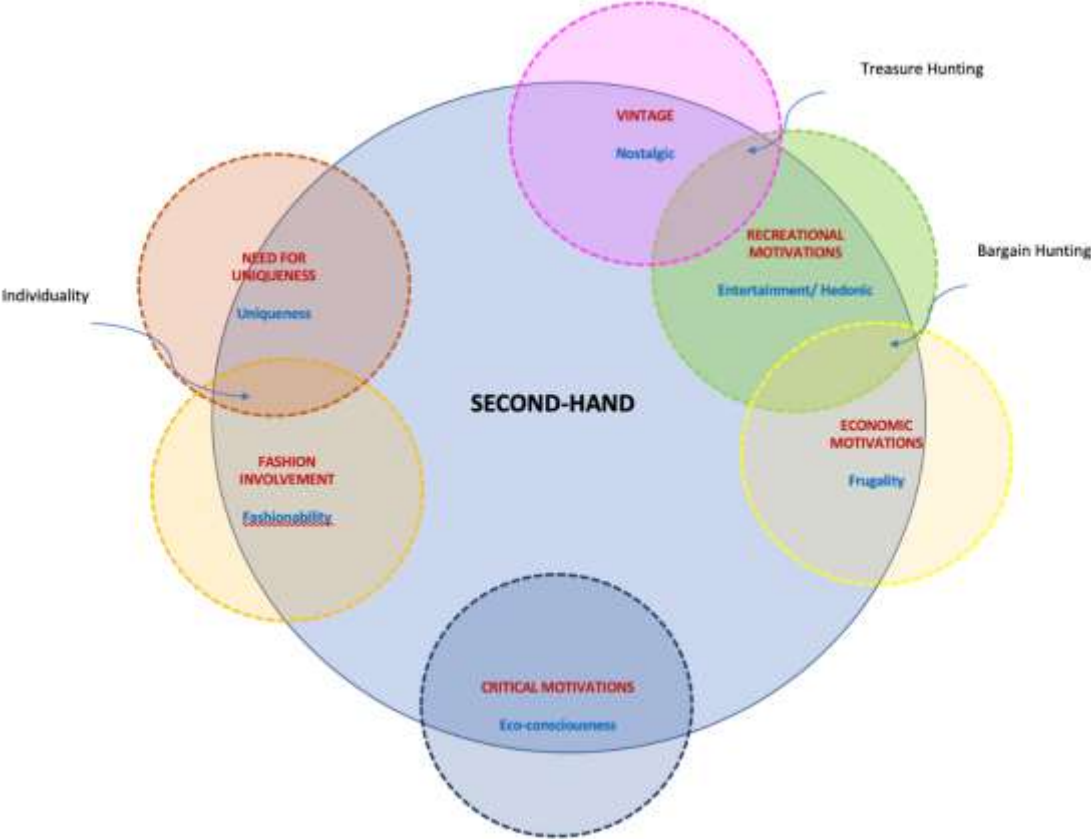 Treasure Hunting
VINTAGE
Nostalgic
RECREATIONAL
MOTIVATIONS
Entertainment/ Hedonic
Bargain Hunting
NEED FOR
UNIQUENESS
Uniqueness
Individuality
SECOND-HAND
ECONOMIC
MOTIVATIONS
Frugality
FASHION
INVOLVEMENT
Fashionability
CRITICAL MOTIVATIONS
Eco-consciousness